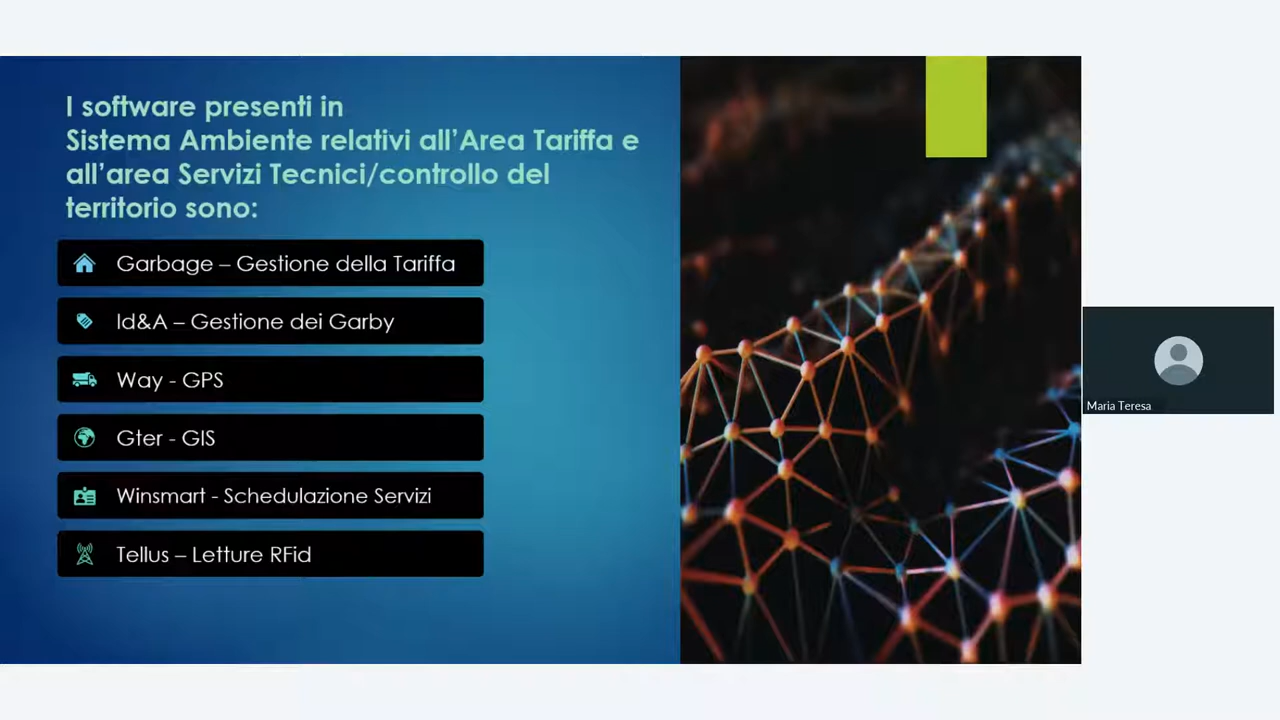 I software presenti in
Sistema Ambiente relativi all’Area Tariffa e
all’area Servizi Tecnici/controllo del
territorio sono:
Garbage – Gestione della Tariffa
Id&A – Gestione dei Garby
Way - GPS
Gter - GIS
Winsmart - Schedulazione Servizi
Tellus – Letture RFid
Maria Teresa